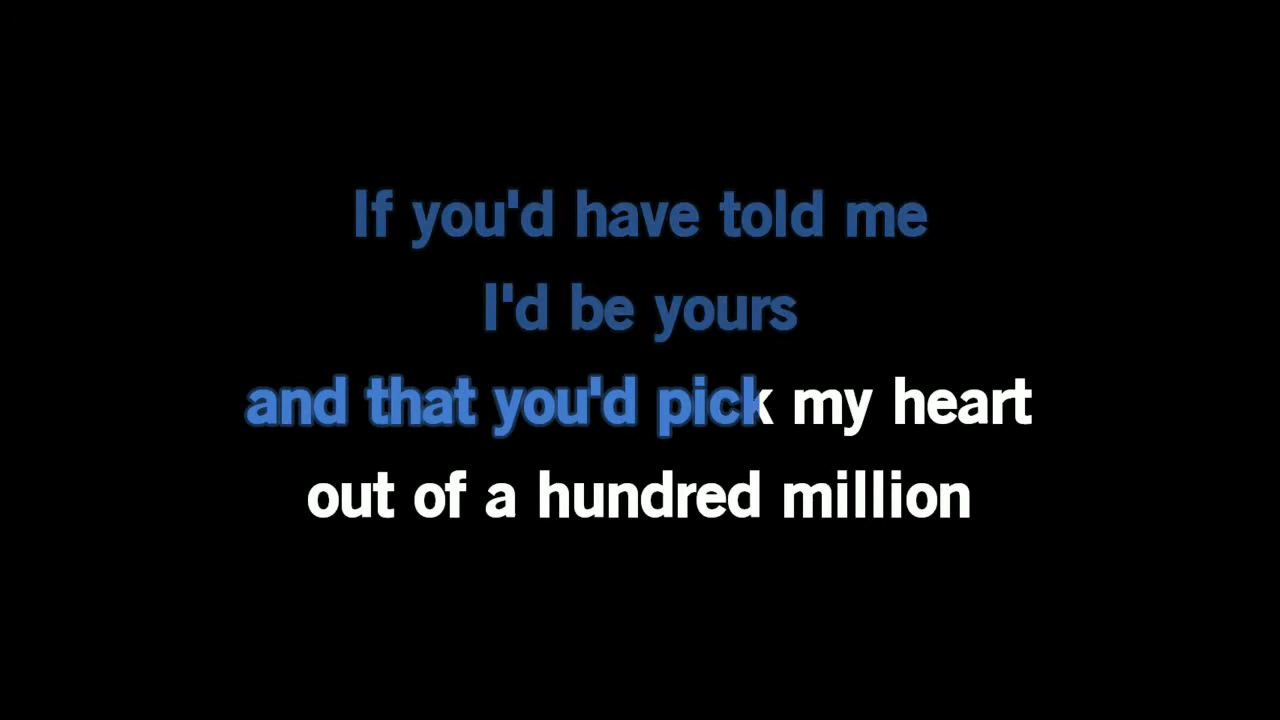 If you'd have told me
I'd be yours
and that you'd pick my heart
out of a hundred million